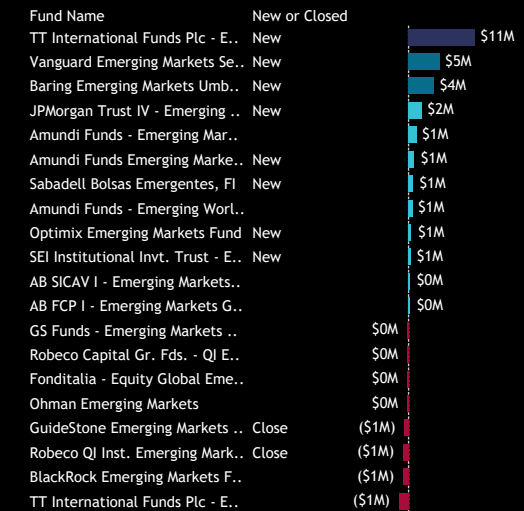 Fund Name New or Closed
TT International Funds Plc - E.. New $11M
Vanguard Emerging Markets Se.. New $5M
Baring Emerging Markets Umb.. New $4M
JPMorgan Trust IV - Emerging .. New $2M
Amundi Funds - Emerging Mar.. $1M
Amundi Funds Emerging Marke.. New $1M
Sabadell Bolsas Emergentes, FI New $1M
Amundi Funds - Emerging Worl.. $1M
Optimix Emerging Markets Fund New $1M
SEI Institutional Invt. Trust - E.. New $1M
AB SICAV I - Emerging Markets.. $0M
AB FCP I - Emerging Markets G.. $0M
GS Funds - Emerging Markets .. $0M
Robeco Capital Gr. Fds. - QI E.. $0M
Fonditalia - Equity Global Eme.. $0M
Ohman Emerging Markets $0M
GuideStone Emerging Markets .. Close ($1M)
Robeco QI Inst. Emerging Mark.. Close ($1M)
BlackRock Emerging Markets F.. ($1M)
TT International Funds Plc - E.. ($1M)